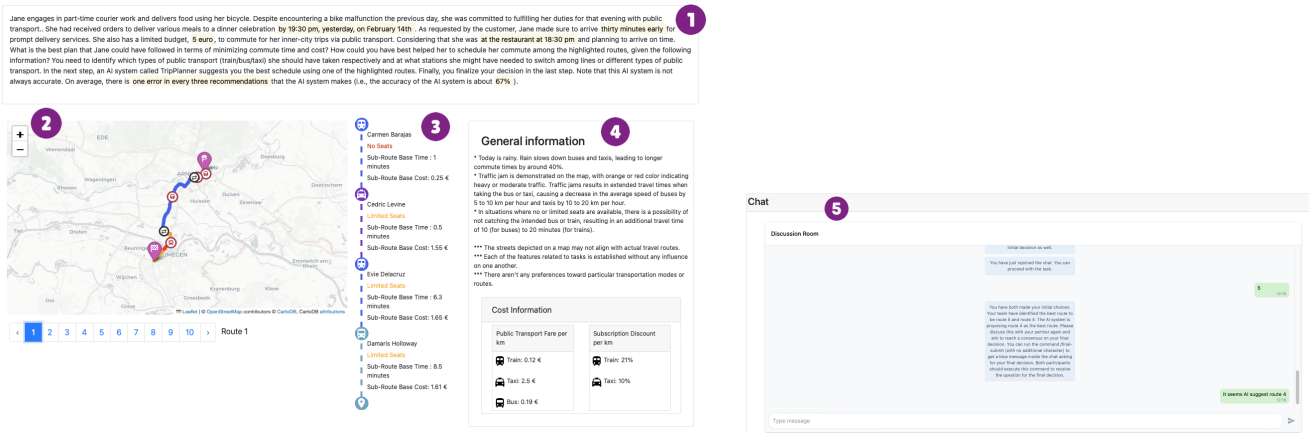 Jane engages in part-time courier work and delivers food using her bicycle. Despite encountering a bike malfunction the previous day, she was committed to fulfilling her duties for that evening with public
transport.. She had received orders to deliver various meals to a dinner celebration by 19:30 pm, yesterday, on February 14th . As requested by the customer, Jane made sure to arrive thirty minutes early for
prompt delivery services. She also has a limited budget, 5 euro , to commute for her inner-city trips via public transport. Considering that she was at the restaurant at 18:30 pm and planning to arrive on time.
What is the best plan that Jane could have followed in terms of minimizing commute time and cost? How could you have best helped her to schedule her commute among the highlighted routes, given the following
information? You need to identify which types of public transport (train/bus/taxi) she should have taken respectively and at what stations she might have needed to switch among lines or different types of public
transport. In the next step, an AI system called TripPlanner suggests you the best schedule using one of the highlighted routes. Finally, you finalize your decision in the last step. Note that this AI system is not
always accurate. On average, there is one error in every three recommendations that the AI system makes (i.e., the accuracy of the AI system is about 67% ).
1
2
+
−
EDE
Veenendaal
Wageningen
Doesburg
Rhenen
Duiven
Doetinchem
Huissen
Zevenaar
Tiel
Druten
Beuningen
Wijchen
Emmerich am
Rhein
Kranenburg
Kleve
Groesbeek
Oss
Grave
Leaflet | © OpenStreetMap contributors © CartoDB, CartoDB attributions
‹ 1 2 3 4 5 6 7 8 9 10 › Route 1
3
Carmen Barajas
No Seats
Sub-Route Base Time : 1
minutes
Sub-Route Base Cost: 0.25 €
Cedric Levine
Limited Seats
Sub-Route Base Time : 0.5
minutes
Sub-Route Base Cost: 1.55 €
Evie Delacruz
Limited Seats
Sub-Route Base Time : 6.3
minutes
Sub-Route Base Cost: 1.65 €
Damaris Holloway
Limited Seats
Sub-Route Base Time : 8.5
minutes
Sub-Route Base Cost: 1.61 €
4
General information
* Today is rainy. Rain slows down buses and taxis, leading to longer
commute times by around 40%.
* Traffic jam is demonstrated on the map, with orange or red color indicating
heavy or moderate traffic. Traffic jams results in extended travel times when
taking the bus or taxi, causing a decrease in the average speed of buses by
5 to 10 km per hour and taxis by 10 to 20 km per hour.
* In situations where no or limited seats are available, there is a possibility of
not catching the intended bus or train, resulting in an additional travel time
of 10 (for buses) to 20 minutes (for trains).
*** The streets depicted on a map may not align with actual travel routes.
*** Each of the features related to tasks is established without any influence
on one another.
*** There aren't any preferences toward particular transportation modes or
routes.
Cost Information
Public Transport Fare per
km
Train: 0.12 €
Taxi: 2.5 €
Bus: 0.19 €
Subscription Discount
per km
Train: 21%
Taxi: 10%
Chat
5
Discussion Room
initial decision as well.
You have just rejoined the chat. You can
proceed with the task.
5
12:18
You have both made your initial choices.
Your team have identified the best route to
be route 5 and route 4. The AI system is
proposing route 4 as the best route. Please
discuss this with your partner again and
aim to reach a consensus on your final
decision. You can run the command /final-
submit (with no additional character) to
get a blue message inside the chat asking
for your final decision. Both participants
should execute this command to receive
the question for the final decision.
It seems AI suggest route 4
12:18
Type message